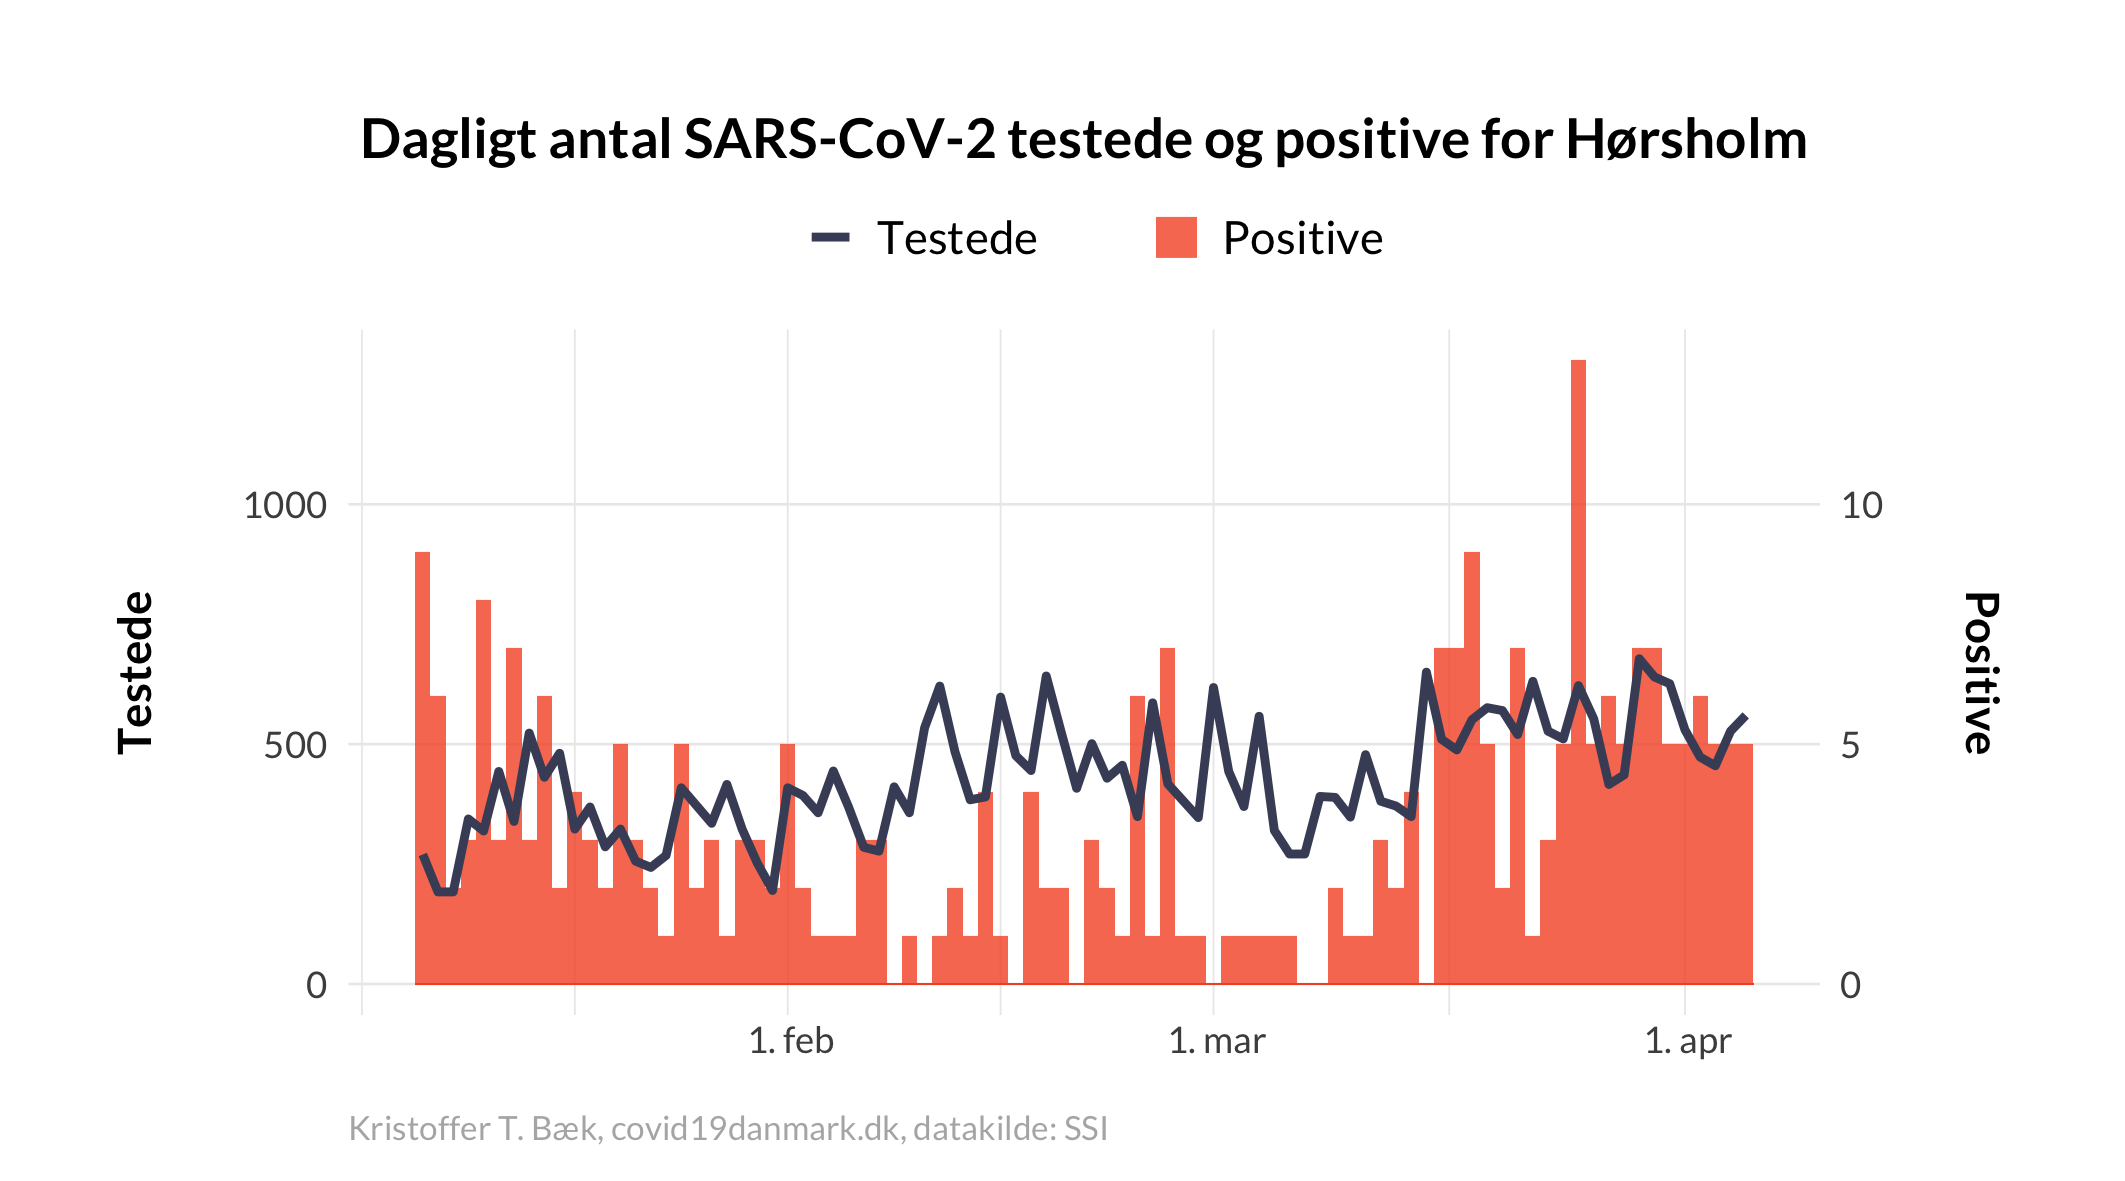 Dagligt antal SARS-CoV-2 testede og positive for Hørsholm
Testede
Positive
1000
500
0
Testede
10
5
0
Positive
1. feb
1. mar
1. apr
Kristoffer T. Bæk, covid19danmark.dk, datakilde: SSI